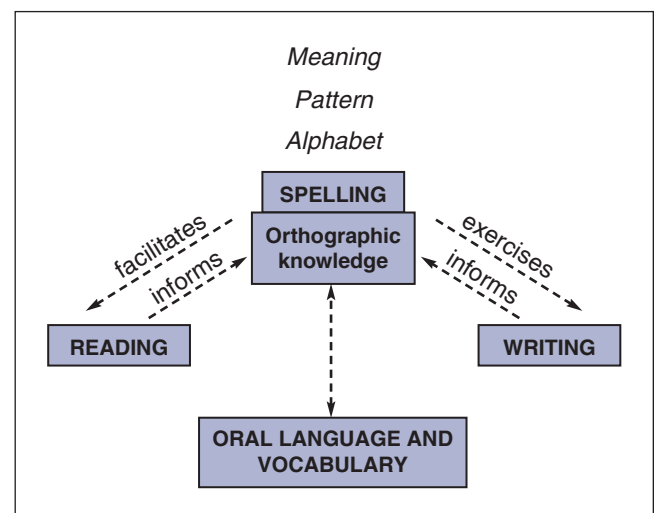 Meaning
Pattern
Alphabet
SPELLING
Orthographic
knowledge
facilitates
informs
exercises
informs
READING
WRITING
ORAL LANGUAGE AND
VOCABULARY